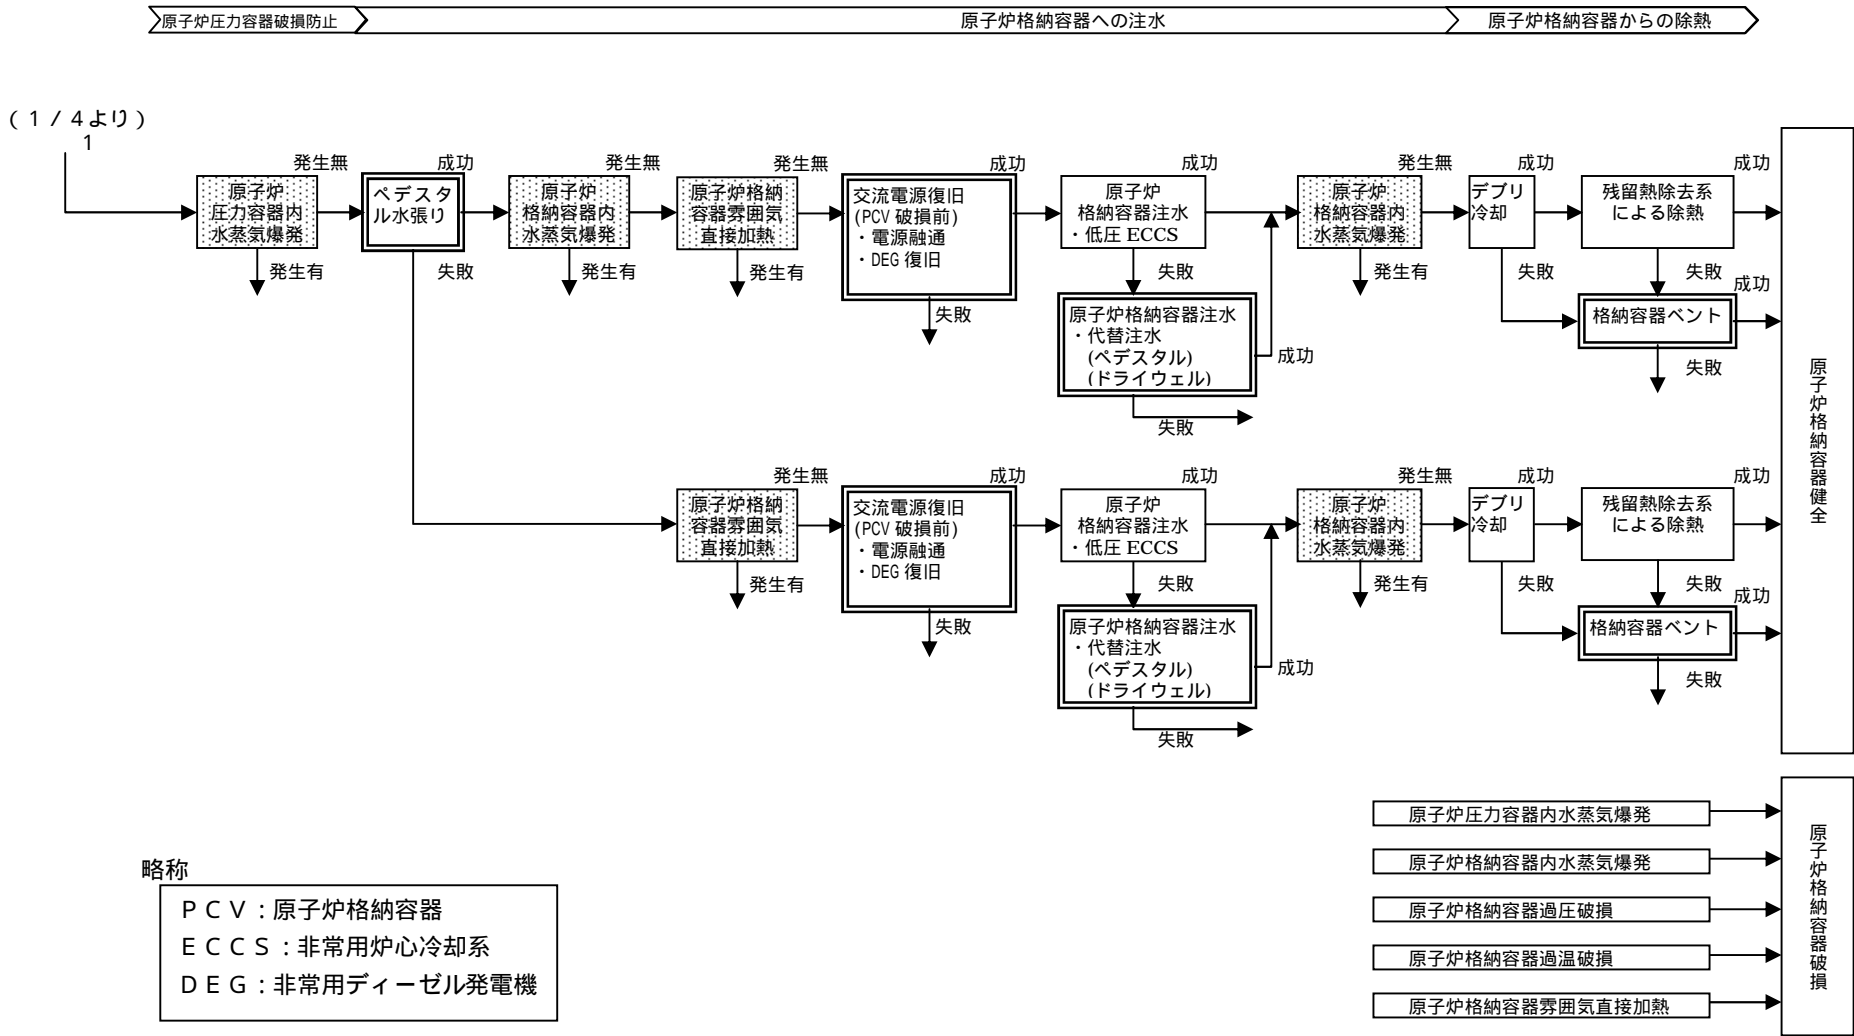 原子炉圧力容器破損防止
原子炉格納容器への注水
原子炉格納容器からの除熱
(1/4より)
1
発生無
成功
発生無
発生無
成功
成功
発生無
成功
成功
原子炉
圧力容器内
水蒸気爆発
ペデスタ
ル水張り
原子炉
格納容器内
水蒸気爆発
原子炉格納
容器雰囲気
直接加熱
交流電源復旧
(PCV 破損前)
・電源融通
・DEG 復旧
原子炉
格納容器注水
・低圧 ECCS
原子炉
格納容器内
水蒸気爆発
デブリ
冷却
残留熱除去系
による除熱
発生有
失敗
発生有
発生有
失敗
失敗
発生有
失敗
失敗
成功
原子炉格納容器注水
・代替注水
(ペデスタル)
(ドライウェル)
成功
失敗
格納容器ベント
失敗
原子炉格納容器健全
発生無
成功
成功
発生無
成功
成功
原子炉格納
容器雰囲気
直接加熱
交流電源復旧
(PCV 破損前)
・電源融通
・DEG 復旧
原子炉
格納容器注水
・低圧 ECCS
原子炉
格納容器内
水蒸気爆発
デブリ
冷却
残留熱除去系
による除熱
発生有
失敗
失敗
発生有
失敗
失敗
成功
原子炉格納容器注水
・代替注水
(ペデスタル)
(ドライウェル)
成功
失敗
格納容器ベント
失敗
原子炉圧力容器内水蒸気爆発
原子炉格納容器内水蒸気爆発
原子炉格納容器過圧破損
原子炉格納容器過温破損
原子炉格納容器雰囲気直接加熱
原子炉格納容器破損
略称
PCV:原子炉格納容器
ECCS:非常用炉心冷却系
DEG:非常用ディーゼル発電機